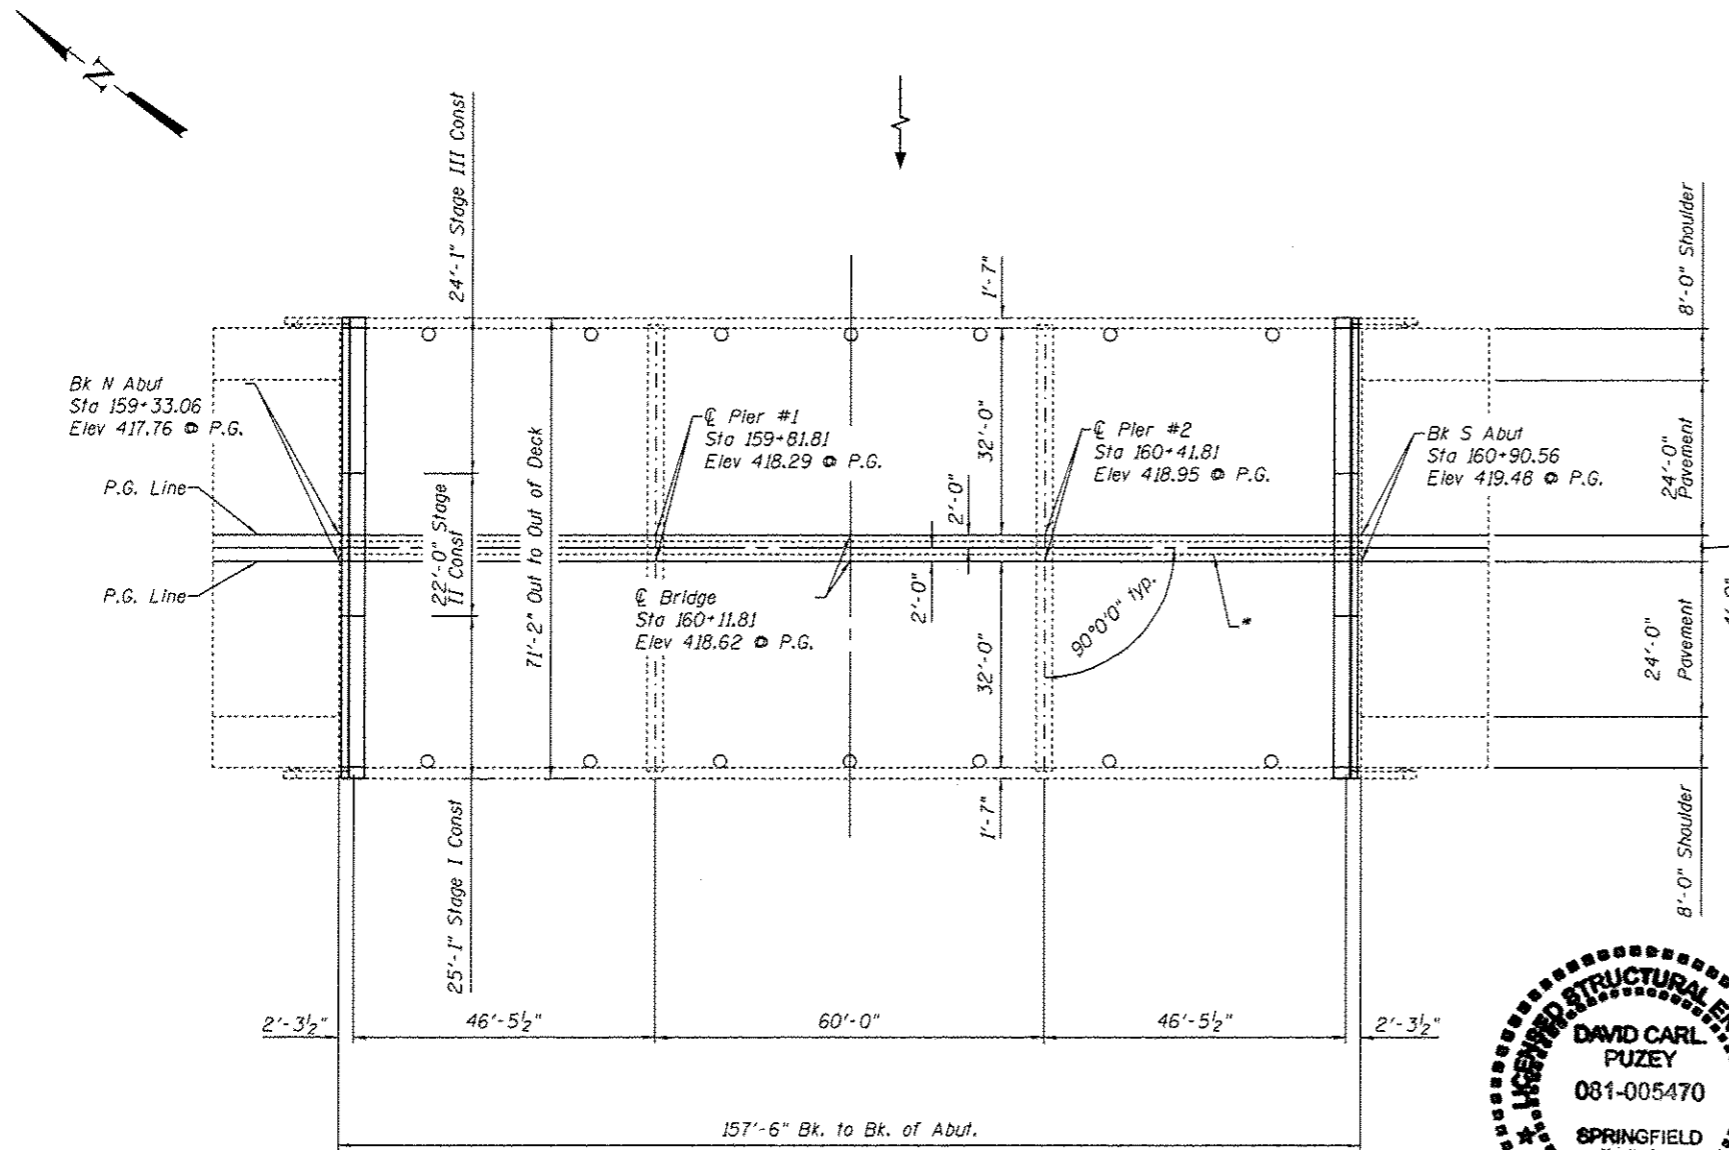 N
24'-1" Stage III Const
1'-7"
8'-0" Shoulder
Bk N Abut
Sta 159+33.06
Elev 417.76 @ P.G.
℄ Pier #1
Sta 159+81.81
Elev 418.29 @ P.G.
32'-0"
℄ Pier #2
Sta 160+41.81
Elev 418.95 @ P.G.
Bk S Abut
Sta 160+90.56
Elev 419.48 @ P.G.
24'-0"
Pavement
P.G. Line
P.G. Line
22'-0" Stage
II Const
71'-2" Out to Out of Deck
2'-0"
2'-0"
℄ Bridge
Sta 160+11.81
Elev 418.62 @ P.G.
32'-0"
90°0'0" typ.
*
24'-0"
Pavement
25'-1" Stage I Const
1'-7"
8'-0" Shoulder
2'-3½"
46'-5½"
60'-0"
46'-5½"
2'-3½"
157'-6" Bk. to Bk. of Abut.
LICENSED STRUCTURAL
DAVID CARL
PUZEY
081-005470
SPRINGFIELD